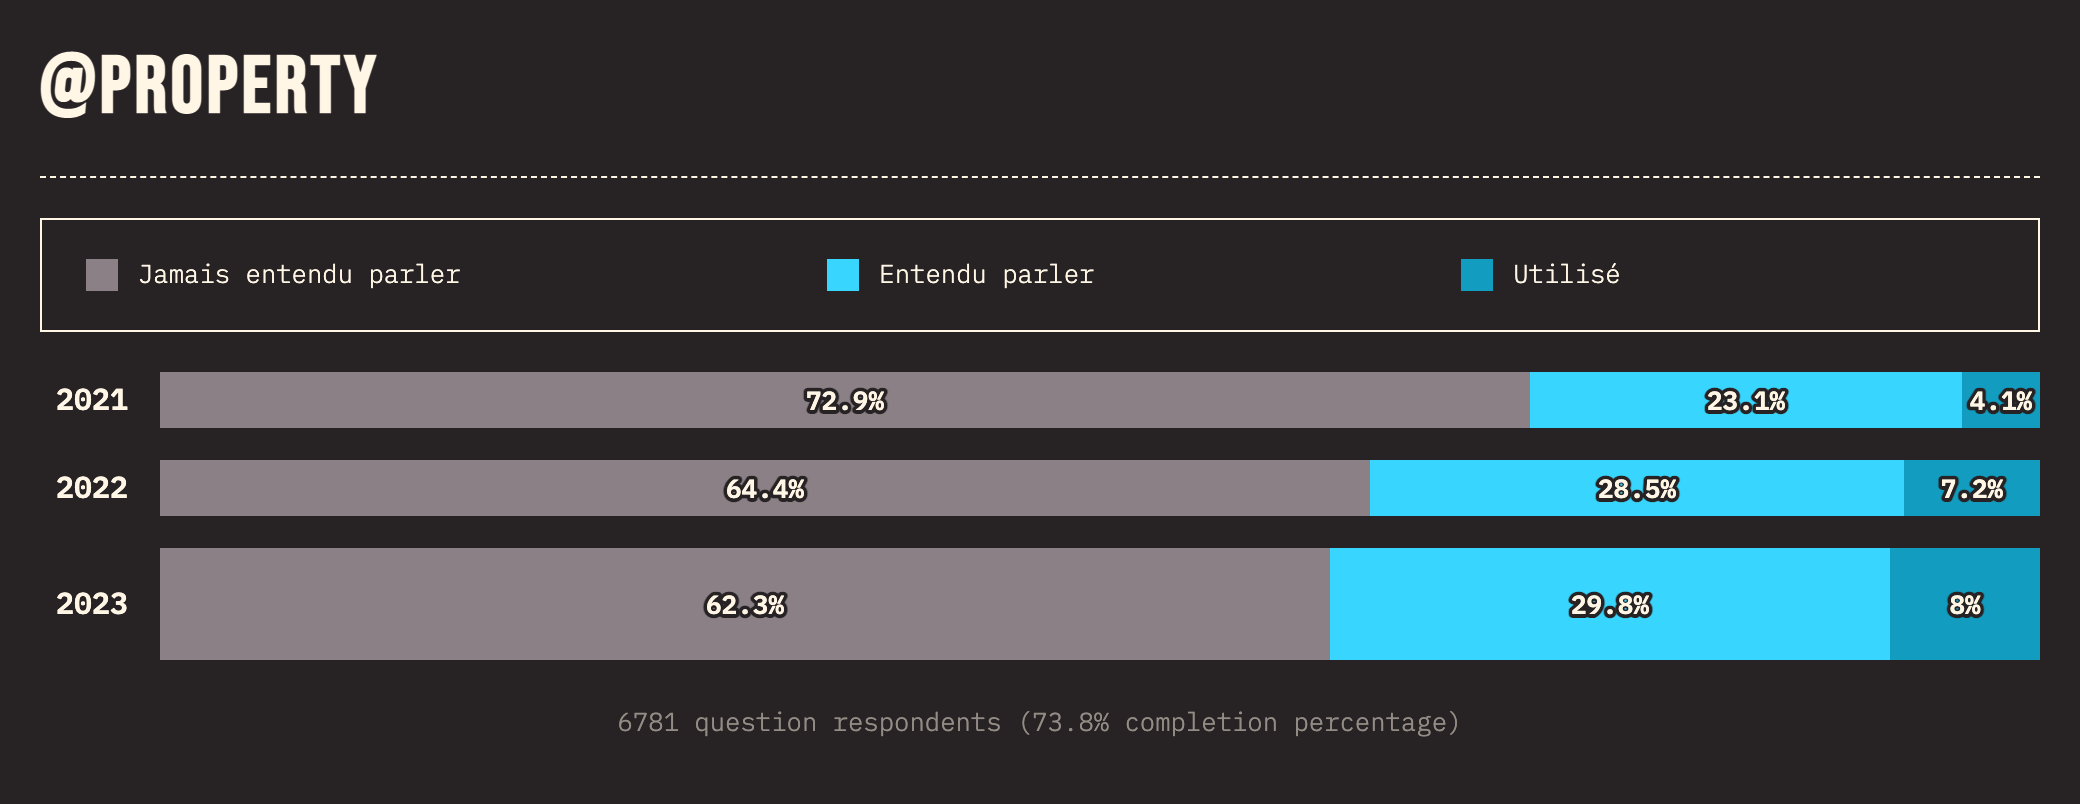 @PROPERTY
Jamais entendu parler
Entendu parler
Utilisé
2021 72.9% 23.1% 4.1%
2022 64.4% 28.5% 7.2%
2023 62.3% 29.8% 8%
6781 question respondents (73.8% completion percentage)